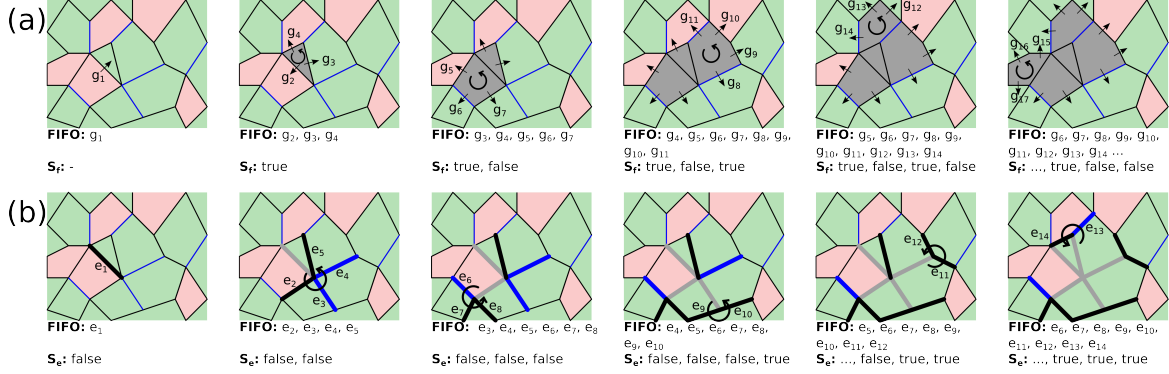 (a)
g₁
g₄
g₃
g₂
g₅
g₆
g₇
g₁₁
g₁₀
g₉
g₈
g₁₃
g₁₂
g₁₄
g₁₆
g₁₅
g₁₇
FIFO: g₁
S_f: -
FIFO: g₂, g₃, g₄
S_f: true
FIFO: g₃, g₄, g₅, g₆, g₇
S_f: true, false
FIFO: g₄, g₅, g₆, g₇, g₈, g₉,
g₁₀, g₁₁
S_f: true, false, true
FIFO: g₅, g₆, g₇, g₈, g₉,
g₁₀, g₁₁, g₁₂, g₁₃, g₁₄
S_f: true, false, true, false
FIFO: g₆, g₇, g₈, g₉, g₁₀,
g₁₁, g₁₂, g₁₃, g₁₄ ...
S_f: ..., true, false, true
(b)
e₁
e₅
e₂
e₄
e₃
e₆
e₇
e₈
e₉
e₁₀
e₁₂
e₁₁
e₁₄
e₁₃
FIFO: e₁
S_e: false
FIFO: e₂, e₃, e₄, e₅
S_e: false, false
FIFO: e₃, e₄, e₅, e₆, e₇, e₈
S_e: false, false, false
FIFO: e₄, e₅, e₆, e₇, e₈,
e₉, e₁₀
S_e: false, false, false, true
FIFO: e₅, e₆, e₇, e₈, e₉,
e₁₀, e₁₁, e₁₂
S_e: ..., false, true, true
FIFO: e₆, e₇, e₈, e₉, e₁₀,
e₁₁, e₁₂, e₁₃, e₁₄
S_e: ..., true, true, true